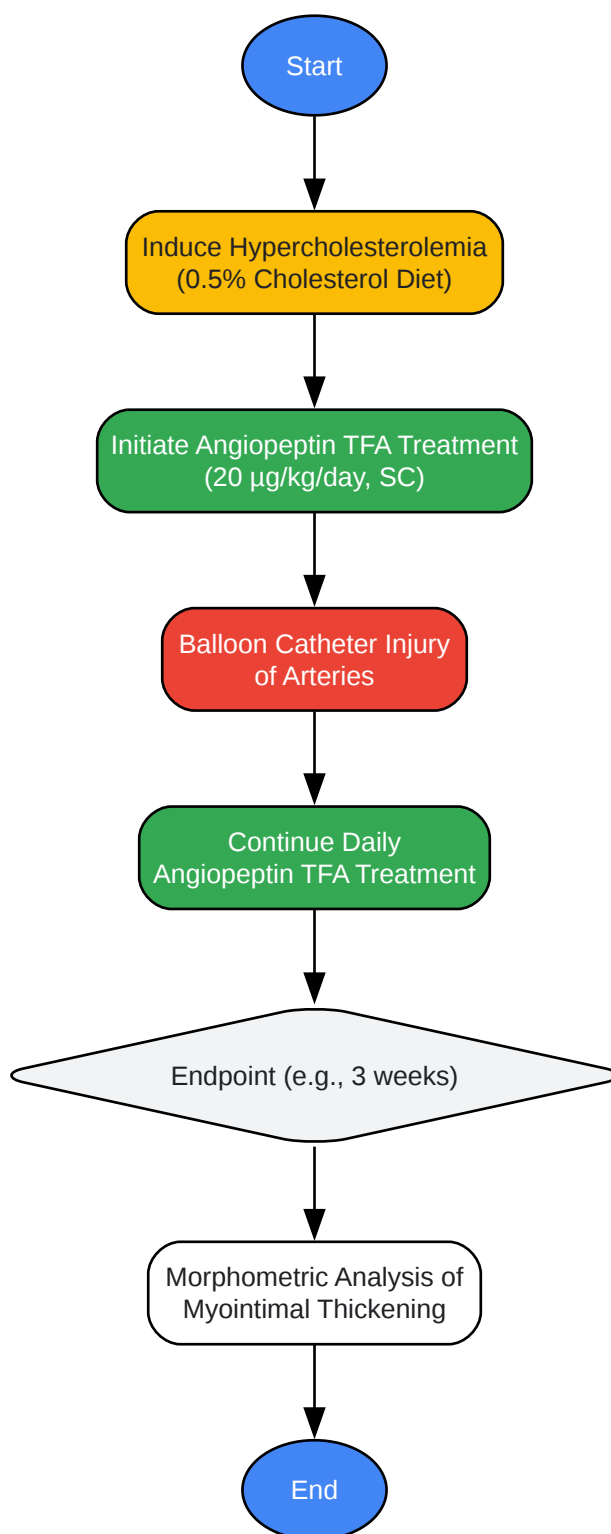 Start
Induce Hypercholesterolemia
(0.5% Cholesterol Diet)
Initiate Angiopeptin TFA Treatment
(20 µg/kg/day, SC)
Balloon Catheter Injury
of Arteries
Continue Daily
Angiopeptin TFA Treatment
Endpoint (e.g., 3 weeks)
Morphometric Analysis of
Myointimal Thickening
End